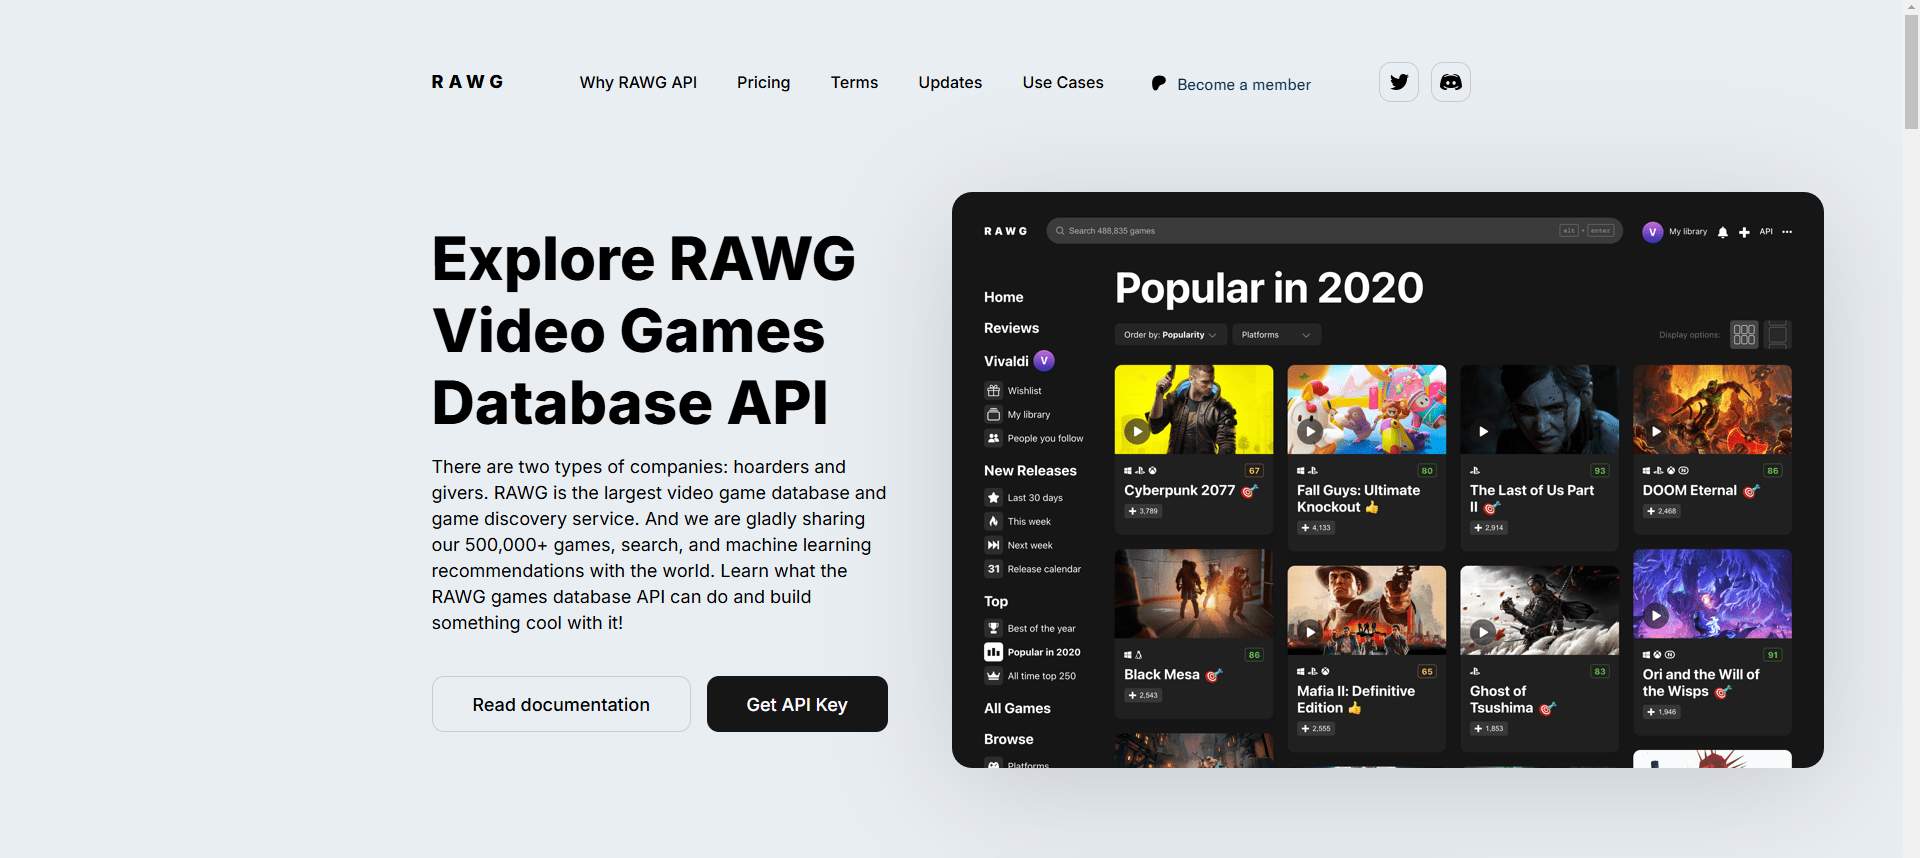 RAWG
Why RAWG API
Pricing
Terms
Updates
Use Cases
Become a member
Explore RAWG
Video Games
Database API
There are two types of companies: hoarders and
givers. RAWG is the largest video game database and
game discovery service. And we are gladly sharing
our 500,000+ games, search, and machine learning
recommendations with the world. Learn what the
RAWG games database API can do and build
something cool with it!
Read documentation
Get API Key
RAWG
Search 488,835 games
alt + enter
V
My library
API
Home
Reviews
Vivaldi V
Wishlist
My library
People you follow
New Releases
Last 30 days
This week
Next week
31 Release calendar
Top
Best of the year
Popular in 2020
All time top 250
All Games
Browse
Platforms
Popular in 2020
Order by: Popularity
Platforms
Display options:
67
Cyberpunk 2077
3,789
80
Fall Guys: Ultimate
Knockout
4,133
93
The Last of Us Part
II
2,914
86
DOOM Eternal
2,468
86
Black Mesa
2,543
65
Mafia II: Definitive
Edition
2,555
83
Ghost of
Tsushima
1,853
91
Ori and the Will of
the Wisps
1,946